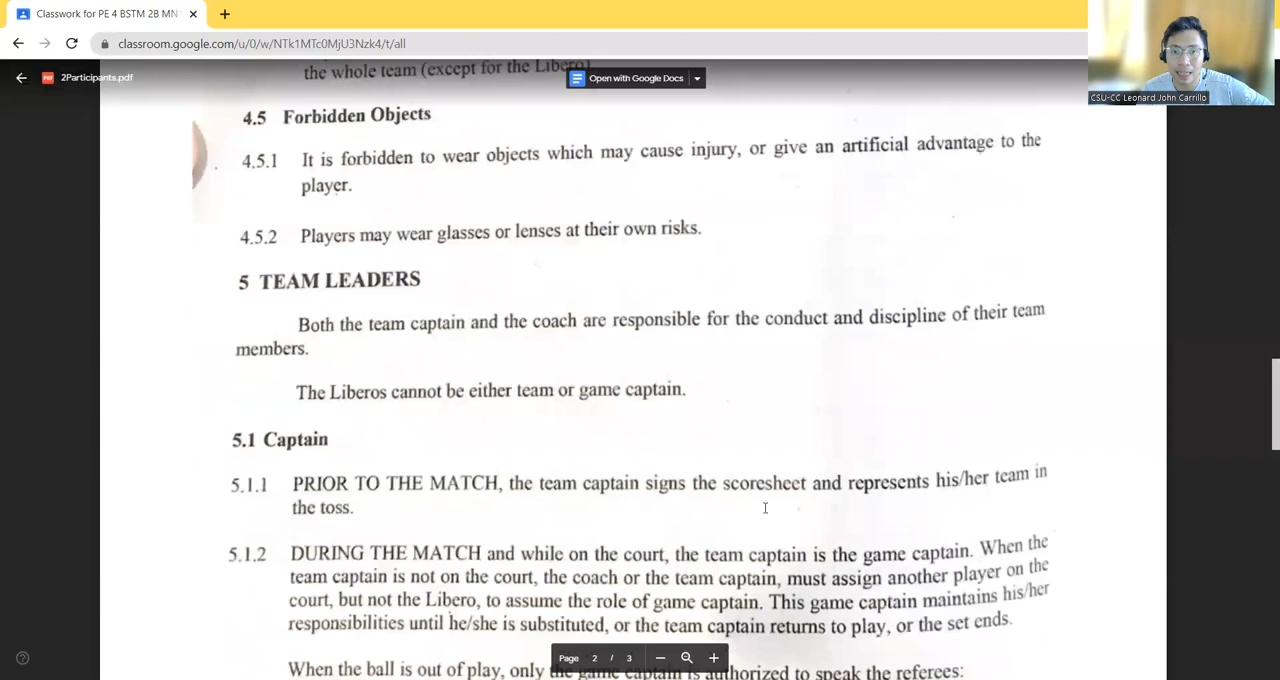 Classwork for PE 4 BSTM 2B MN
classroom.google.com/u/0/w/NTk1MTc0MjU3Nzk4/t/all
CSU-CC Leonard John Carrillo
PDF
2Participants.pdf
Open with Google Docs
the whole team (except for the Libero)
4.5 Forbidden Objects
4.5.1 It is forbidden to wear objects which may cause injury, or give an artificial advantage to the
player.
4.5.2 Players may wear glasses or lenses at their own risks.
5 TEAM LEADERS
Both the team captain and the coach are responsible for the conduct and discipline of their team
members.
The Liberos cannot be either team or game captain.
5.1 Captain
5.1.1 PRIOR TO THE MATCH, the team captain signs the scoresheet and represents his/her team in
the toss.
5.1.2 DURING THE MATCH and while on the court, the team captain is the game captain. When the
team captain is not on the court, the coach or the team captain, must assign another player on the
court, but not the Libero, to assume the role of game captain. This game captain maintains his/her
responsibilities until he/she is substituted, or the team captain returns to play, or the set ends.
When the ball is out of play, only the game captain is authorized to speak the referees:
Page 2 / 3